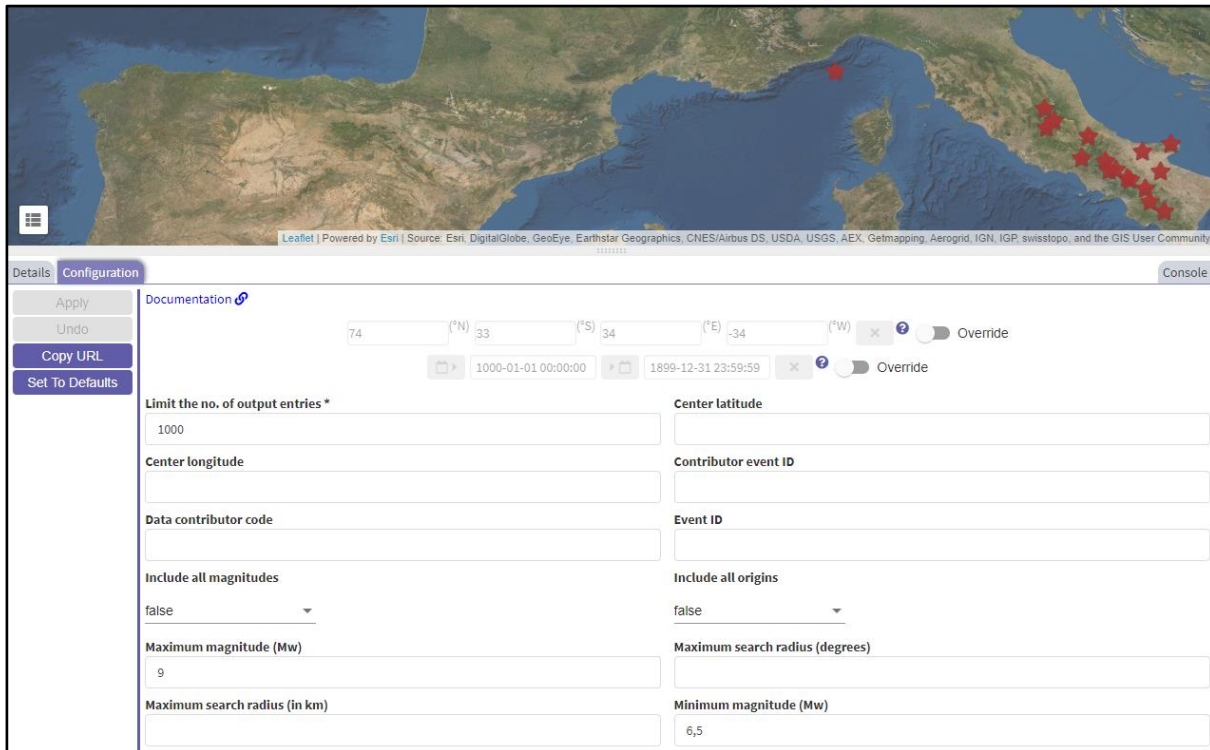 Leaflet | Powered by Esri | Source: Esri, DigitalGlobe, GeoEye, Earthstar Geographics, CNES/Airbus DS, USDA, USGS, AEX, Getmapping, Aerogrid, IGN, IGP, swisstopo, and the GIS User Community
Details Configuration Console
Apply Documentation
Undo 74 (°N) 33 (°S) 34 (°E) -34 (°W) × ? Override
Copy URL 1000-01-01 00:00:00 1899-12-31 23:59:59 × ? Override
Set To Defaults
Limit the no. of output entries * Center latitude
1000
Center longitude Contributor event ID
Data contributor code Event ID
Include all magnitudes Include all origins
false false
Maximum magnitude (Mw) Maximum search radius (degrees)
9
Maximum search radius (in km) Minimum magnitude (Mw)
6,5